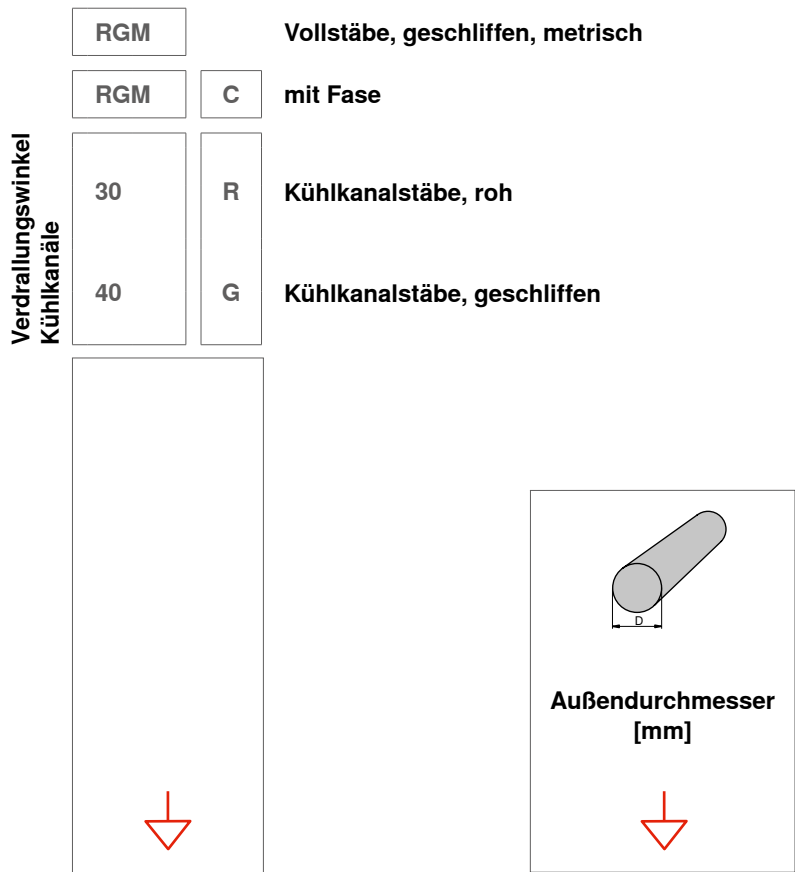 RGM Vollstäbe, geschliffen, metrisch
RGM C mit Fase
Verdrallungswinkel
Kühlkanäle
30 R Kühlkanalstäbe, roh
40 G Kühlkanalstäbe, geschliffen
D
Außendurchmesser
[mm]